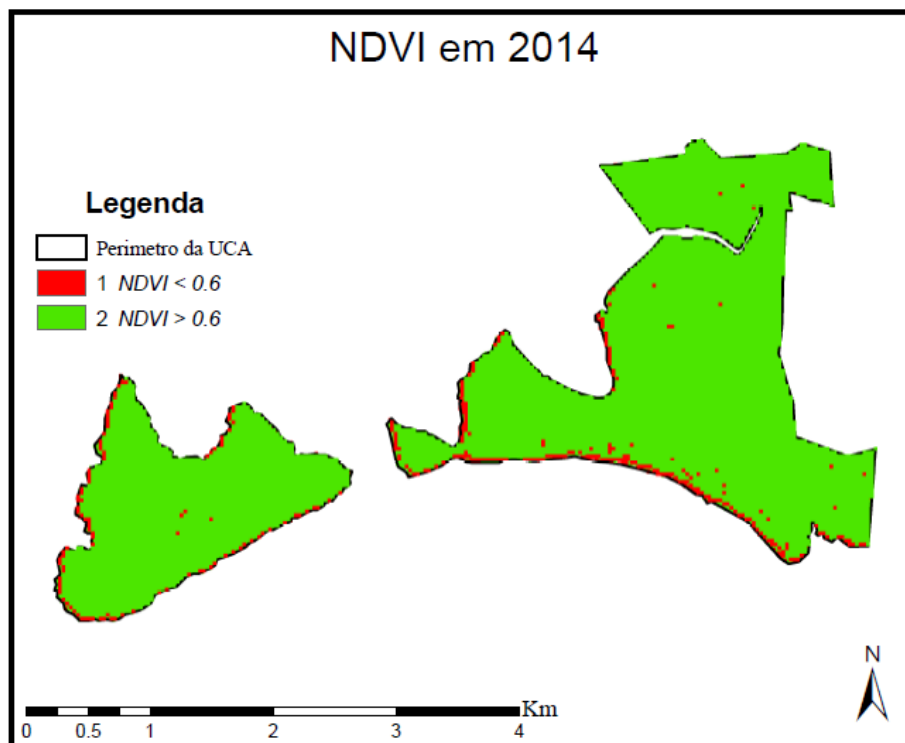 NDVI em 2014
Legenda
Perimetro da UCA
1 NDVI < 0.6
2 NDVI > 0.6
N
Km
0 0.5 1 2 3 4